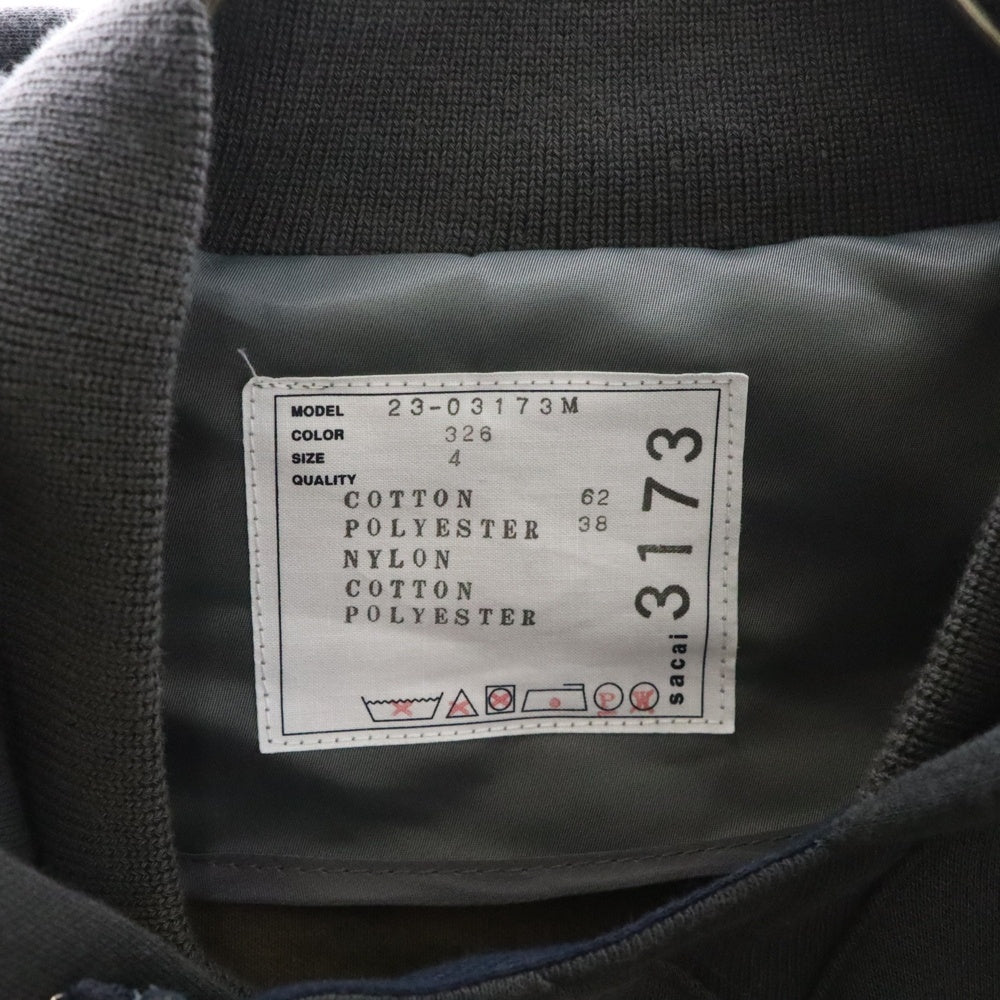 MODEL 23-03173M
COLOR 326
SIZE 4
QUALITY
COTTON 62
POLYESTER 38
NYLON
COTTON
POLYESTER
P
W
sacai 3173